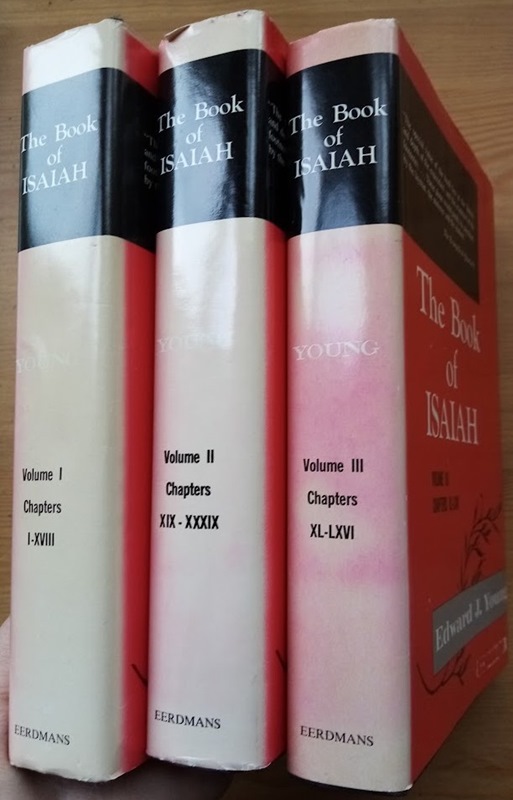 The Book
of
ISAIAH
YOUNG
Volume I
Chapters
I-XVIII
EERDMANS
The Book
of
ISAIAH
YOUNG
Volume II
Chapters
XIX-XXXIX
EERDMANS
The Book
of
ISAIAH
YOUNG
Volume III
Chapters
XL-LXVI
EERDMANS
The Book
of
ISAIAH
Edward J. Young